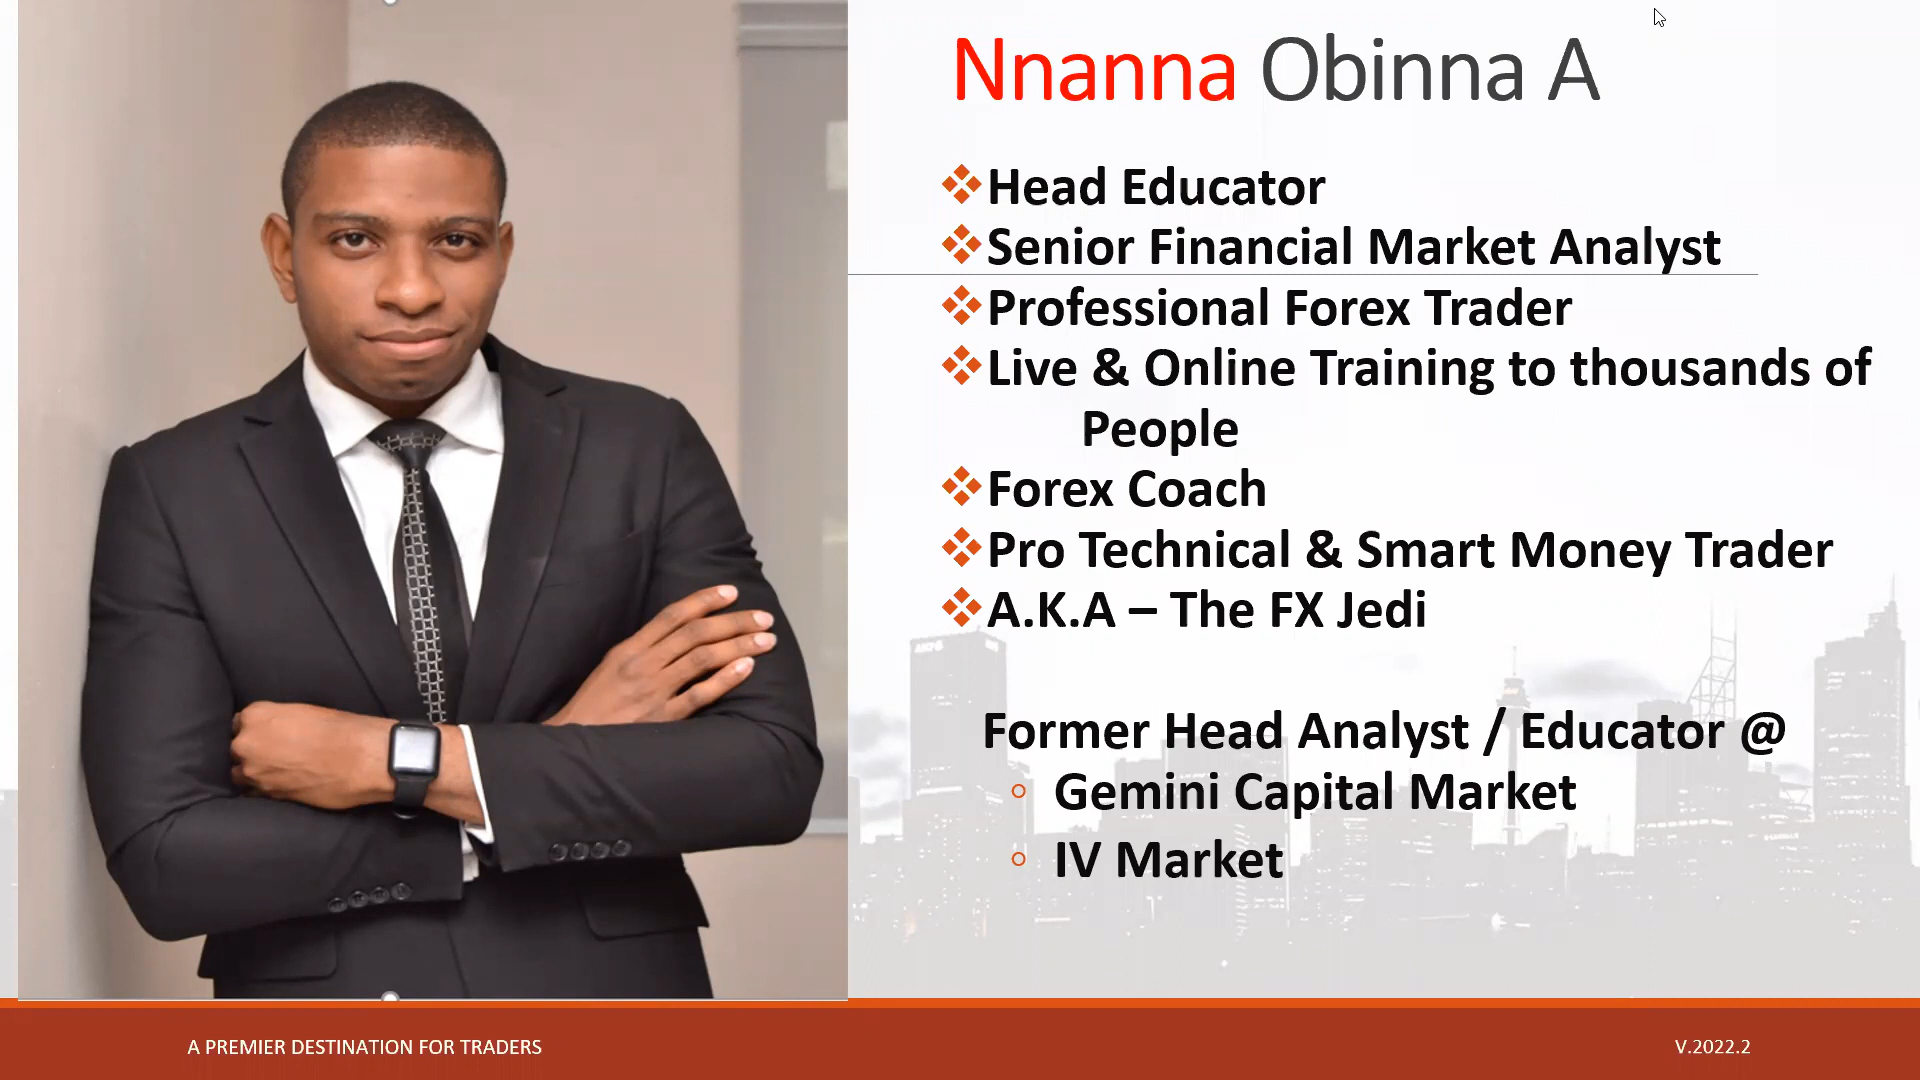 Nnanna Obinna A
❖Head Educator
❖Senior Financial Market Analyst
❖Professional Forex Trader
❖Live & Online Training to thousands of
People
❖Forex Coach
❖Pro Technical & Smart Money Trader
❖A.K.A – The FX Jedi
Former Head Analyst / Educator @
◦ Gemini Capital Market
◦ IV Market
A PREMIER DESTINATION FOR TRADERS
V.2022.2